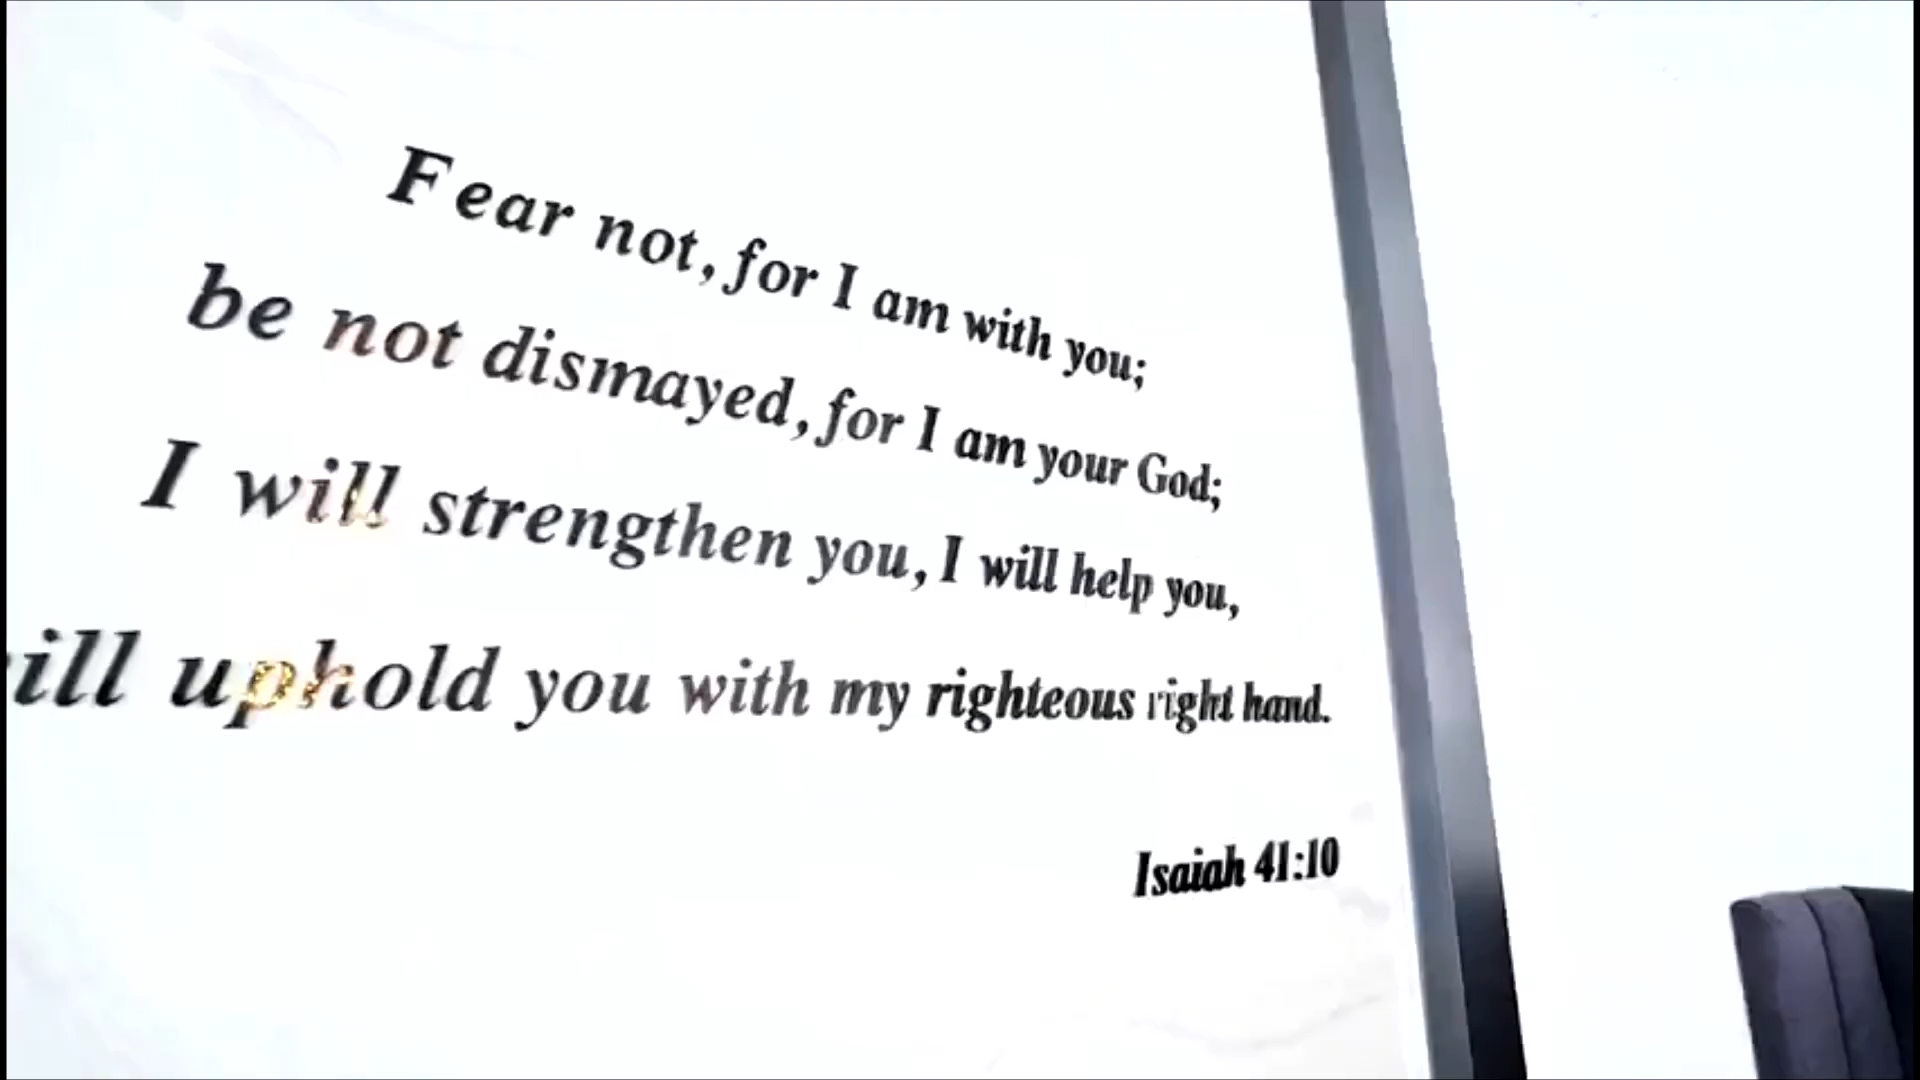 Fear not, for I am with you;
be not dismayed, for I am your God;
I will strengthen you, I will help you,
ill uphold you with my righteous right hand.
Isaiah 41:10